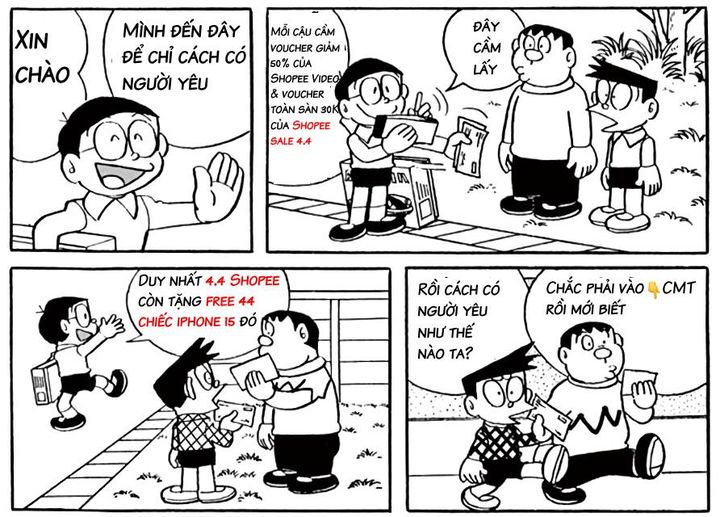 XIN
CHÀO
MÌNH ĐẾN ĐÂY
ĐỂ CHỈ CÁCH CÓ
NGƯỜI YÊU
MỖI CẬU CẦM
VOUCHER GIẢM
50% CỦA
SHOPEE VIDEO
& VOUCHER
TOÀN SÀN 30K
CỦA SHOPEE
SALE 4.4
ĐÂY
CẦM
LẤY
DUY NHẤT 4.4 SHOPEE
CÒN TẶNG FREE 44
CHIẾC IPHONE 15 ĐÓ
RỒI CÁCH CÓ
NGƯỜI YÊU
NHƯ THẾ
NÀO TA?
CHẮC PHẢI VÀO 👇CMT
RỒI MỚI BIẾT